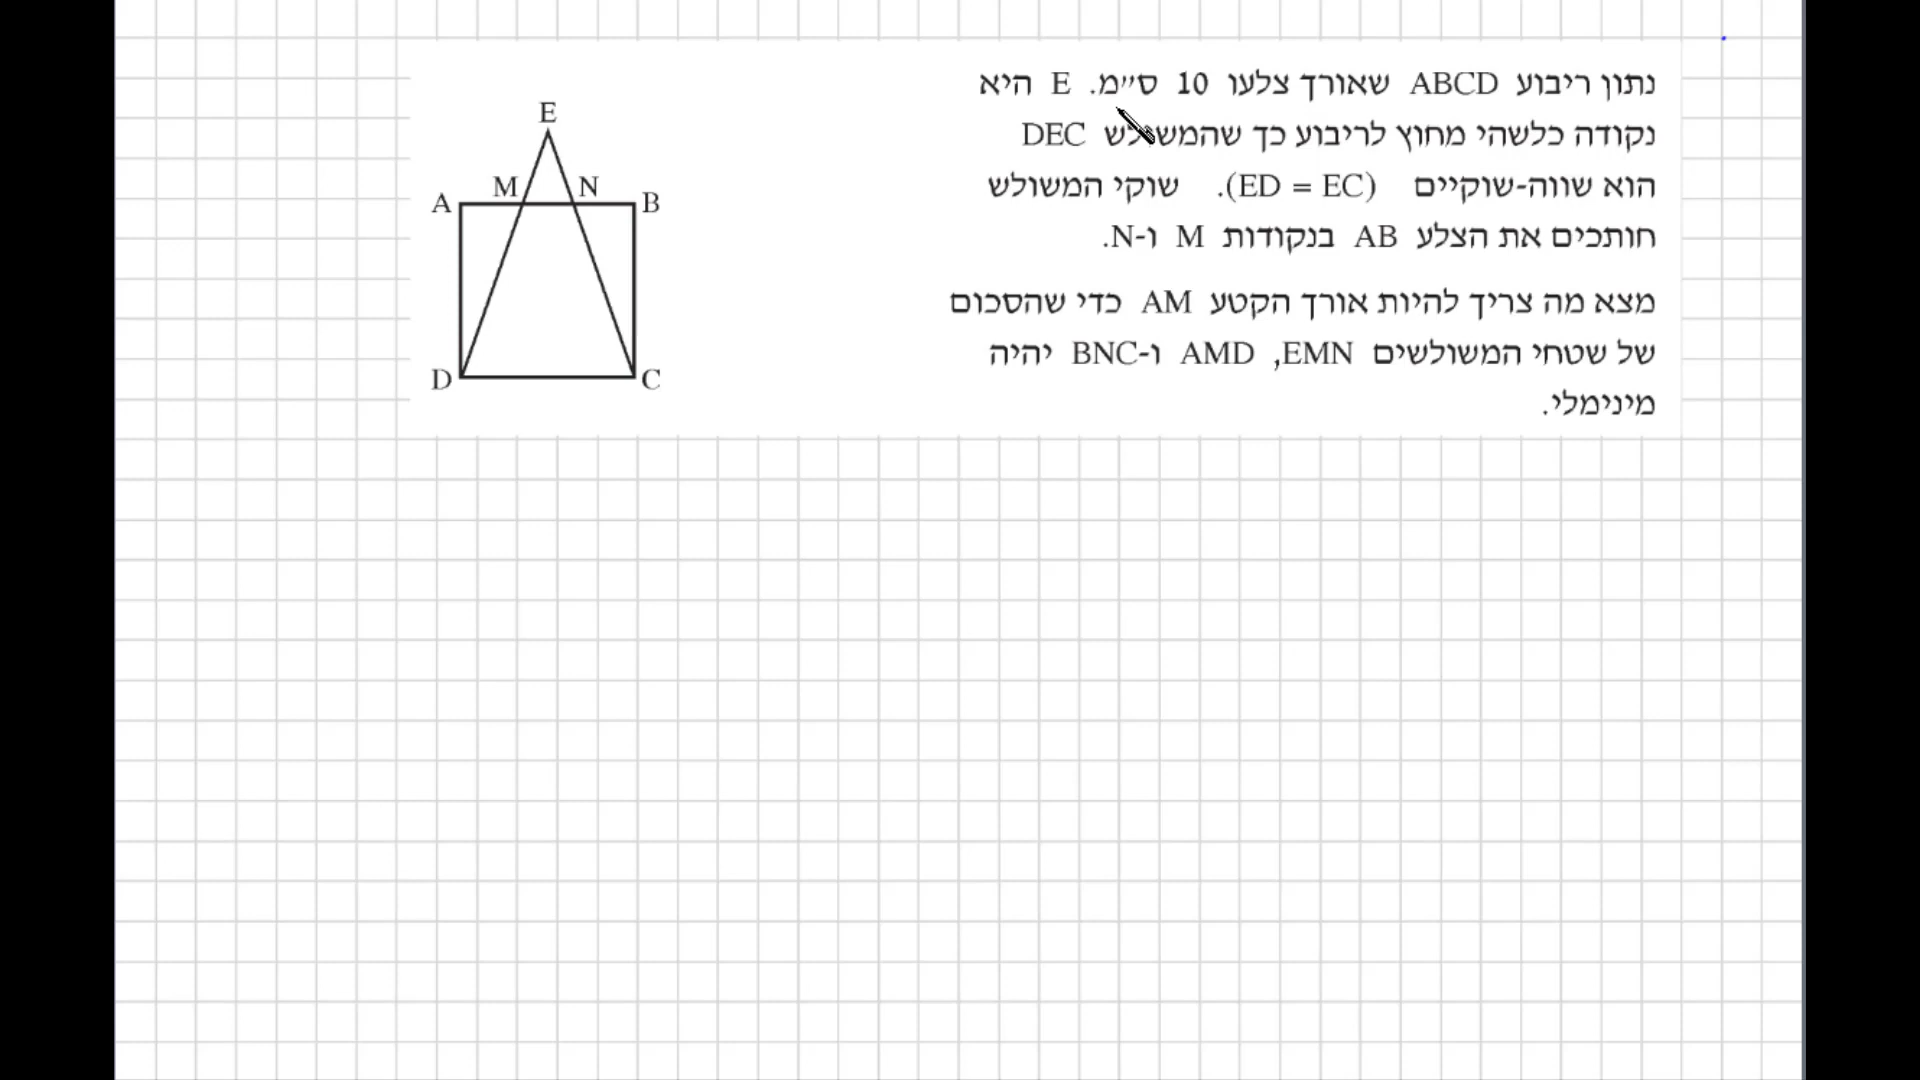 נתון ריבוע ABCD שאורך צלעו 10 ס״מ. E היא
נקודה כלשהי מחוץ לריבוע כך שהמשולש DEC
הוא שווה-שוקיים (ED = EC). שוקי המשולש
חותכים את הצלע AB בנקודות M ו-N.
מצא מה צריך להיות אורך הקטע AM כדי שהסכום
של שטחי המשולשים EMN, AMD ו-BNC יהיה
מינימלי.
E
M N
A B
D C